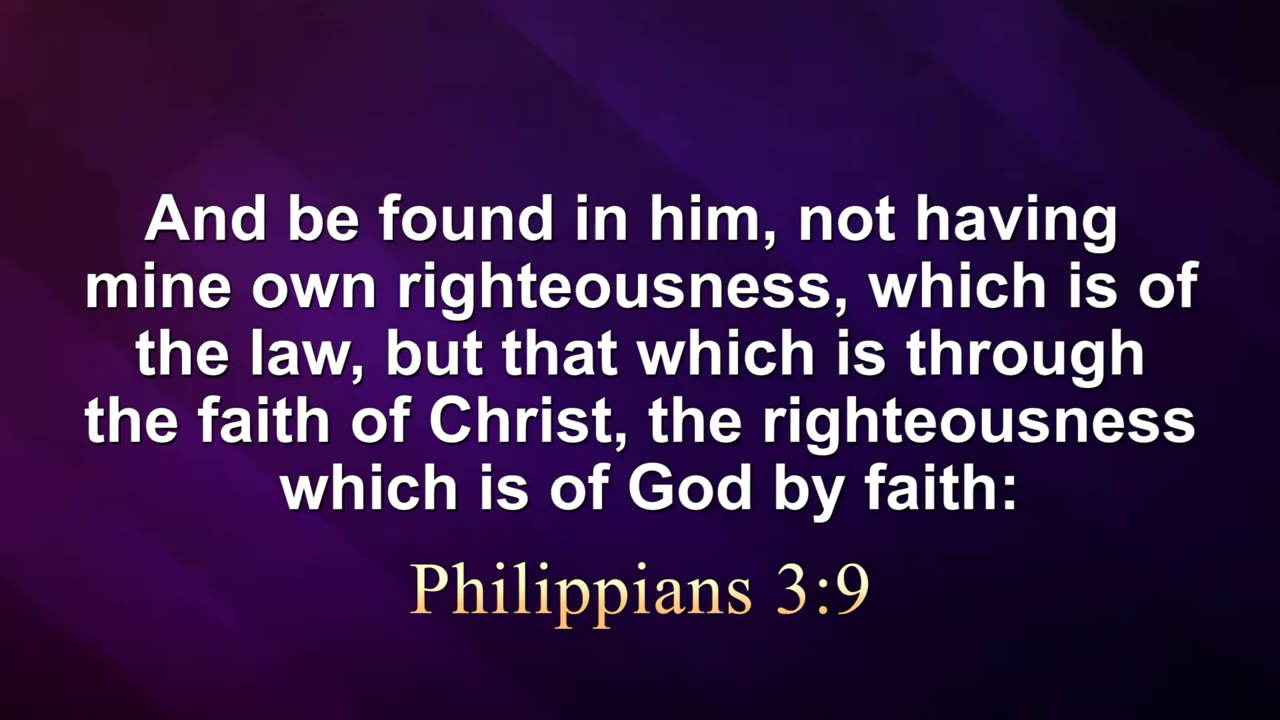 And be found in him, not having
mine own righteousness, which is of
the law, but that which is through
the faith of Christ, the righteousness
which is of God by faith:
Philippians 3:9